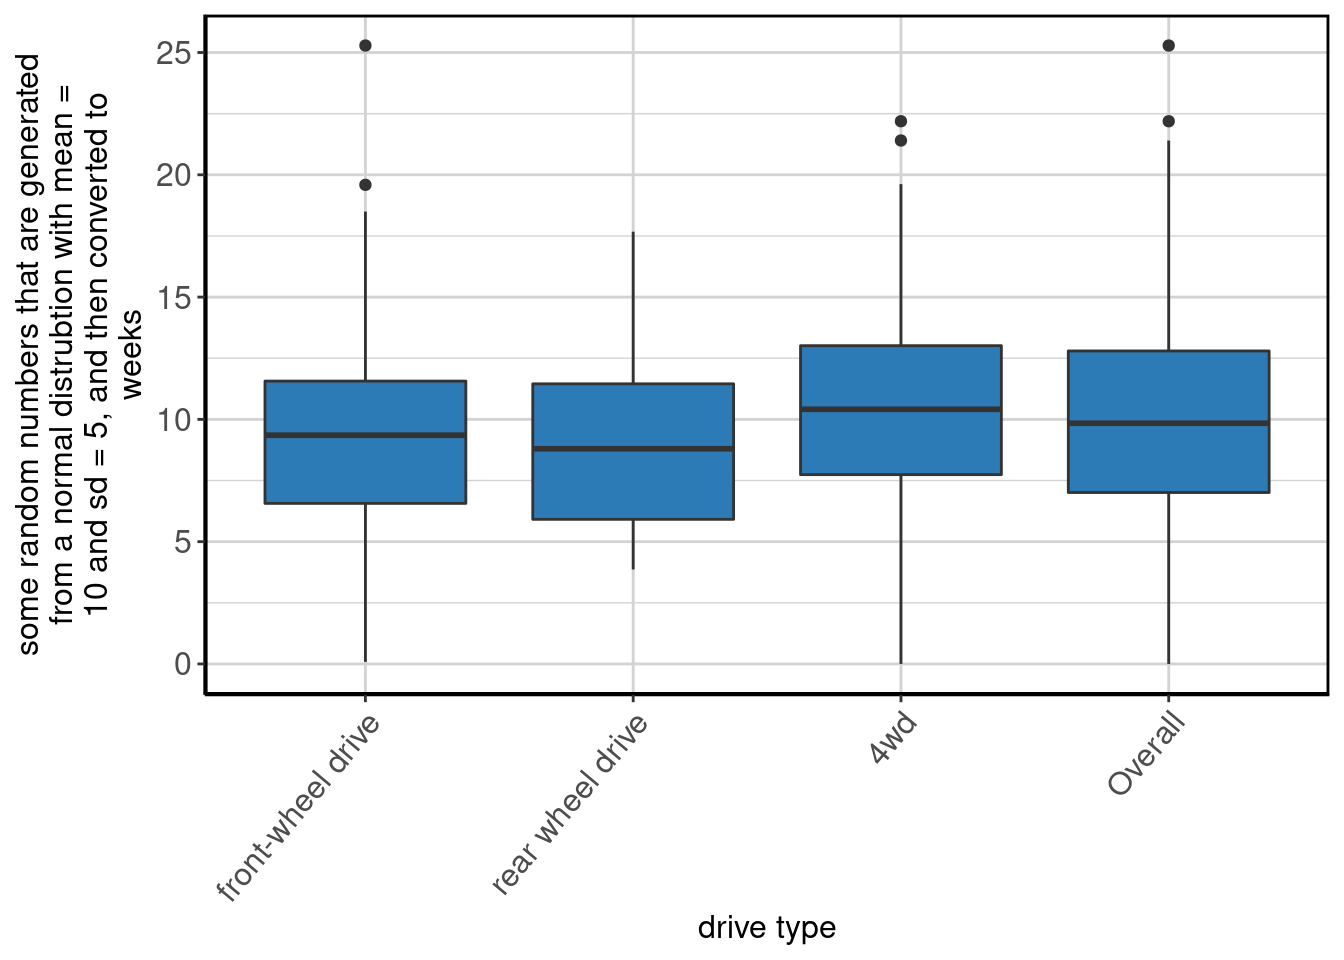 some random numbers that are generated
from a normal distrubtion with mean =
10 and sd = 5, and then converted to
weeks
25
20
15
10
5
0
front-wheel drive
rear wheel drive
4wd
Overall
drive type